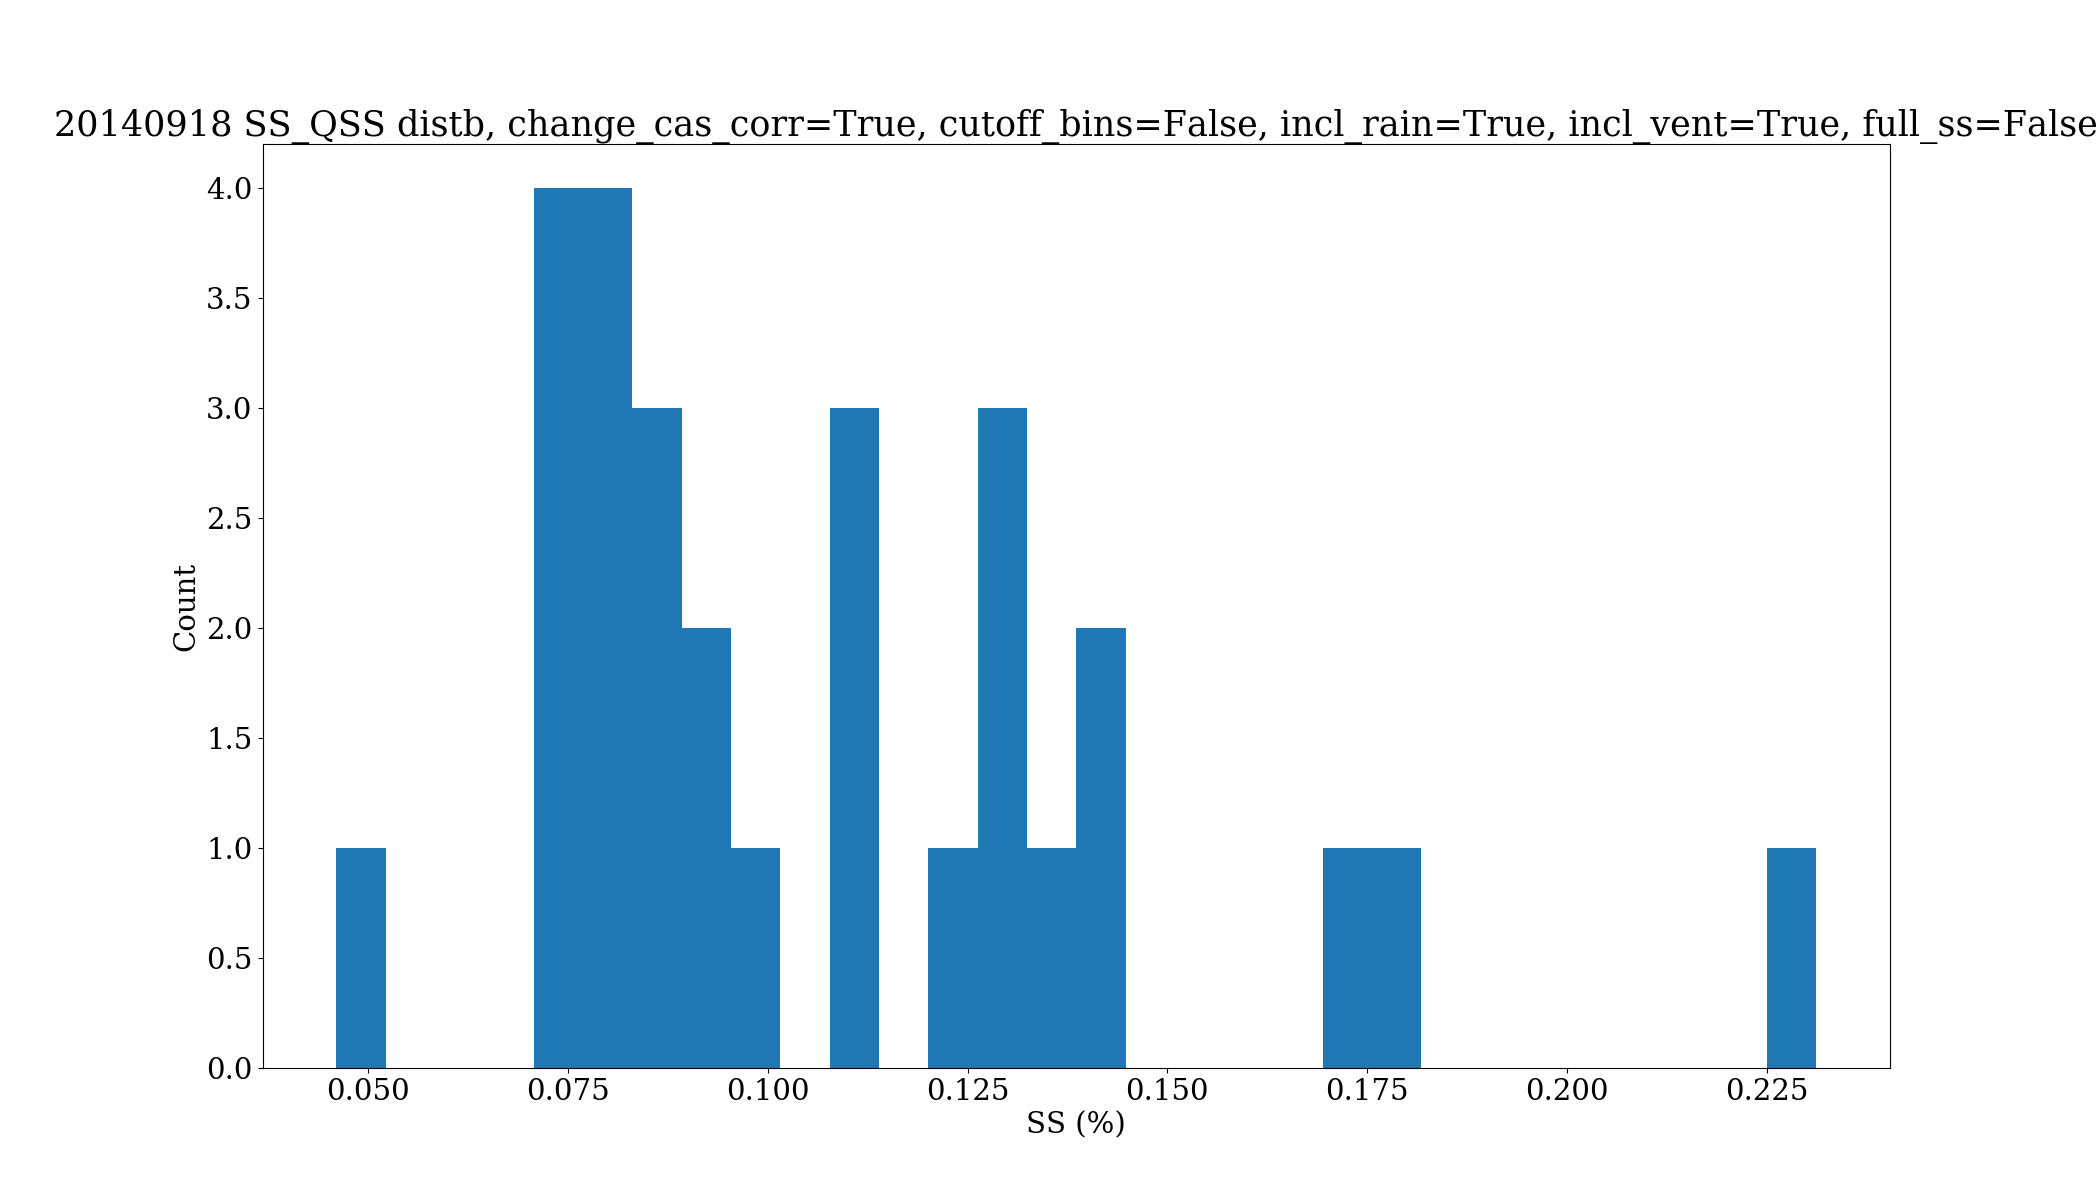 20140918 SS_QSS distb, change_cas_corr=True, cutoff_bins=False, incl_rain=True, incl_vent=True, full_ss=False
4.0
3.5
3.0
2.5
2.0
1.5
1.0
0.5
0.0
Count
0.050 0.075 0.100 0.125 0.150 0.175 0.200 0.225
SS (%)